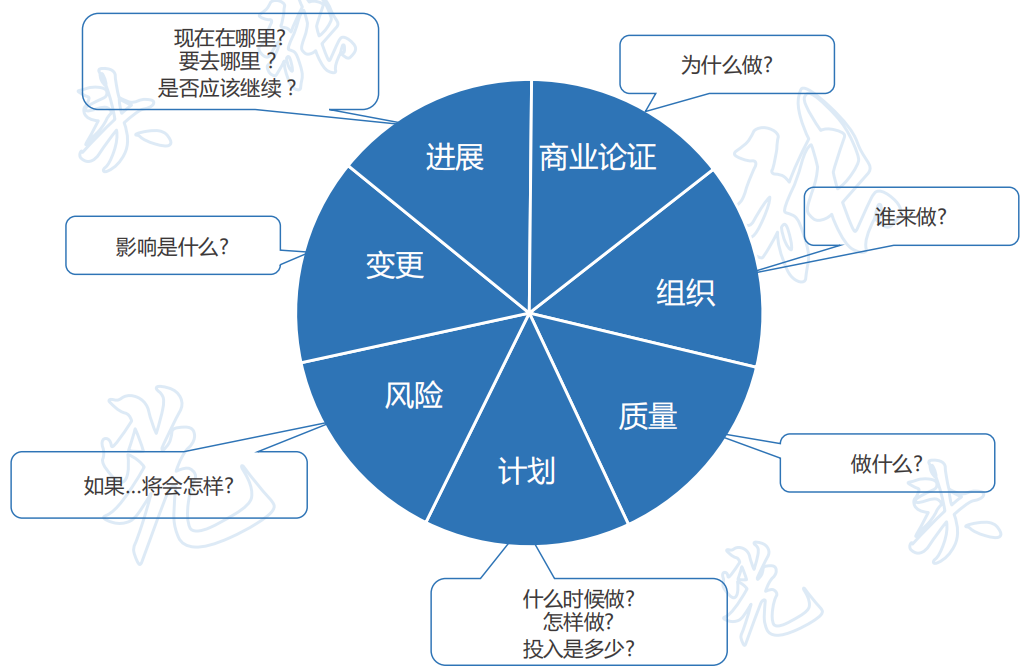 现在在哪里?
要去哪里？
是否应该继续？
为什么做?
进展
商业论证
谁来做?
影响是什么?
变更
组织
风险
质量
做什么?
计划
如果...将会怎样?
什么时候做?
怎样做?
投入是多少?